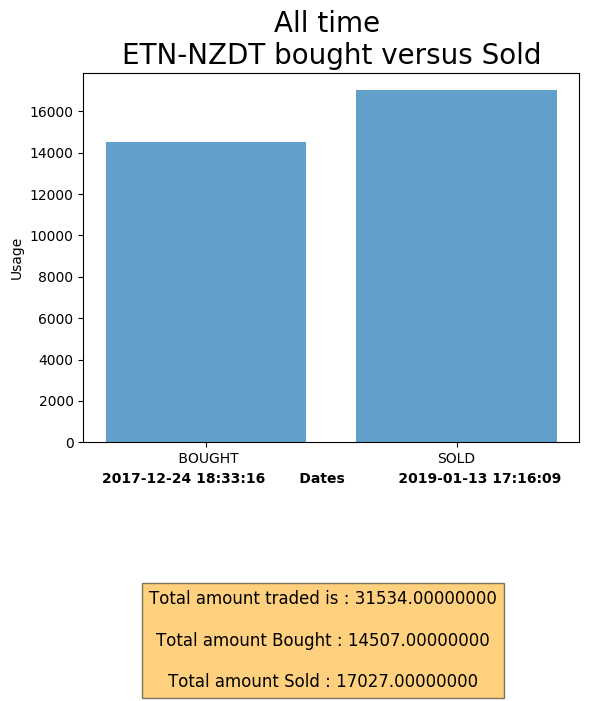 All time
ETN-NZDT bought versus Sold
Usage
16000
14000
12000
10000
8000
6000
4000
2000
0
BOUGHT SOLD
2017-12-24 18:33:16 Dates 2019-01-13 17:16:09
Total amount traded is : 31534.00000000
Total amount Bought : 14507.00000000
Total amount Sold : 17027.00000000